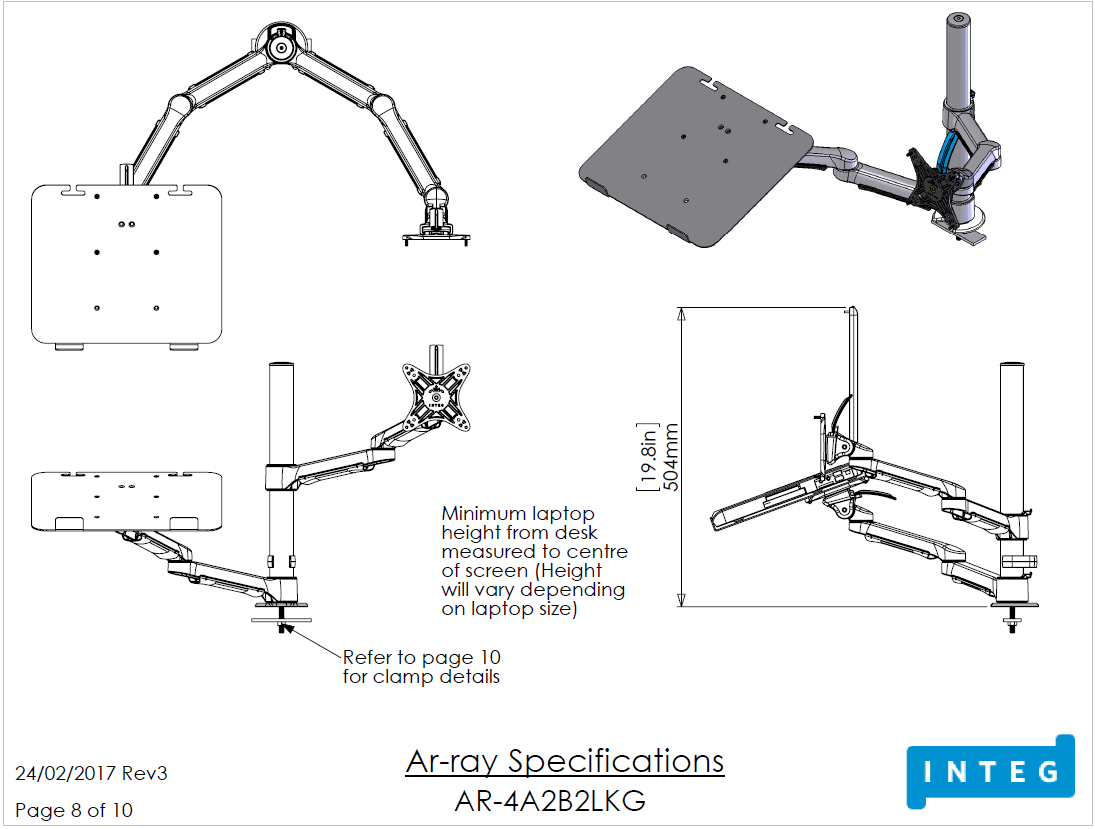 [19.8in]
504mm
Minimum laptop
height from desk
measured to centre
of screen (Height
will vary depending
on laptop size)
Refer to page 10
for clamp details
24/02/2017 Rev3
Page 8 of 10
Ar-ray Specifications
AR-4A2B2LKG
INTEG
INTEG